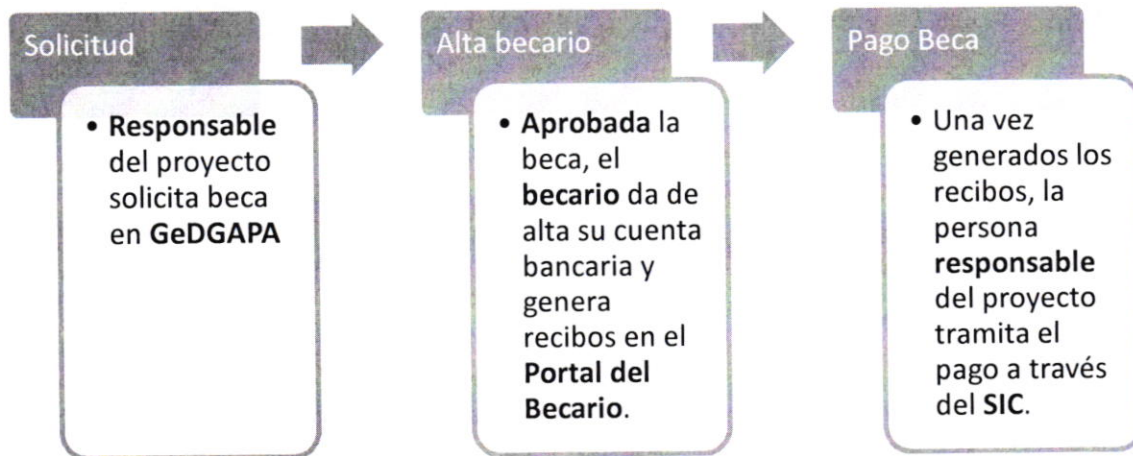 Solicitud
• Responsable
del proyecto
solicita beca
en GeDGAPA
Alta becario
• Aprobada la
beca, el
becario da de
alta su cuenta
bancaria y
genera
recibos en el
Portal del
Becario.
Pago Beca
• Una vez
generados los
recibos, la
persona
responsable
del proyecto
tramita el
pago a través
del SIC.